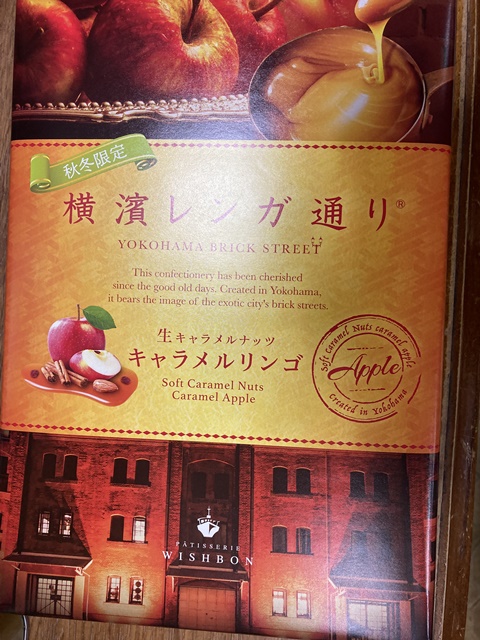 秋冬限定
横濱レンガ通り®
YOKOHAMA BRICK STREET
This confectionery has been cherished
since the good old days. Created in Yokohama,
it bears the image of the exotic city's brick streets.
生キャラメルナッツ
キャラメルリンゴ
Soft Caramel Nuts
Caramel Apple
Soft Caramel Nuts caramel apple
Apple
Created in Yokohama
PÂTISSERIE
WISHBON